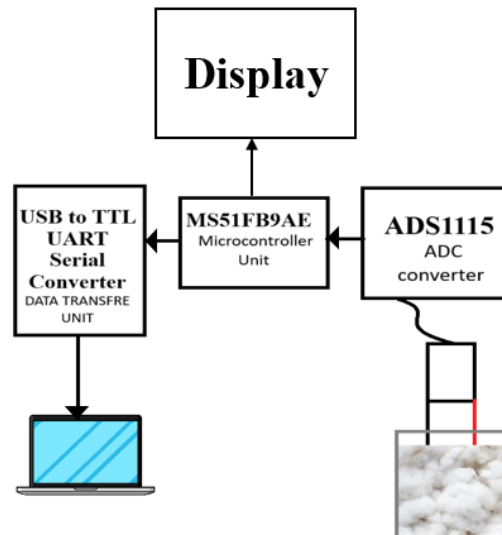 Display
USB to TTL
UART
Serial
Converter
DATA TRANSFRE
UNIT
MS51FB9AE
Microcontroller
Unit
ADS1115
ADC
converter